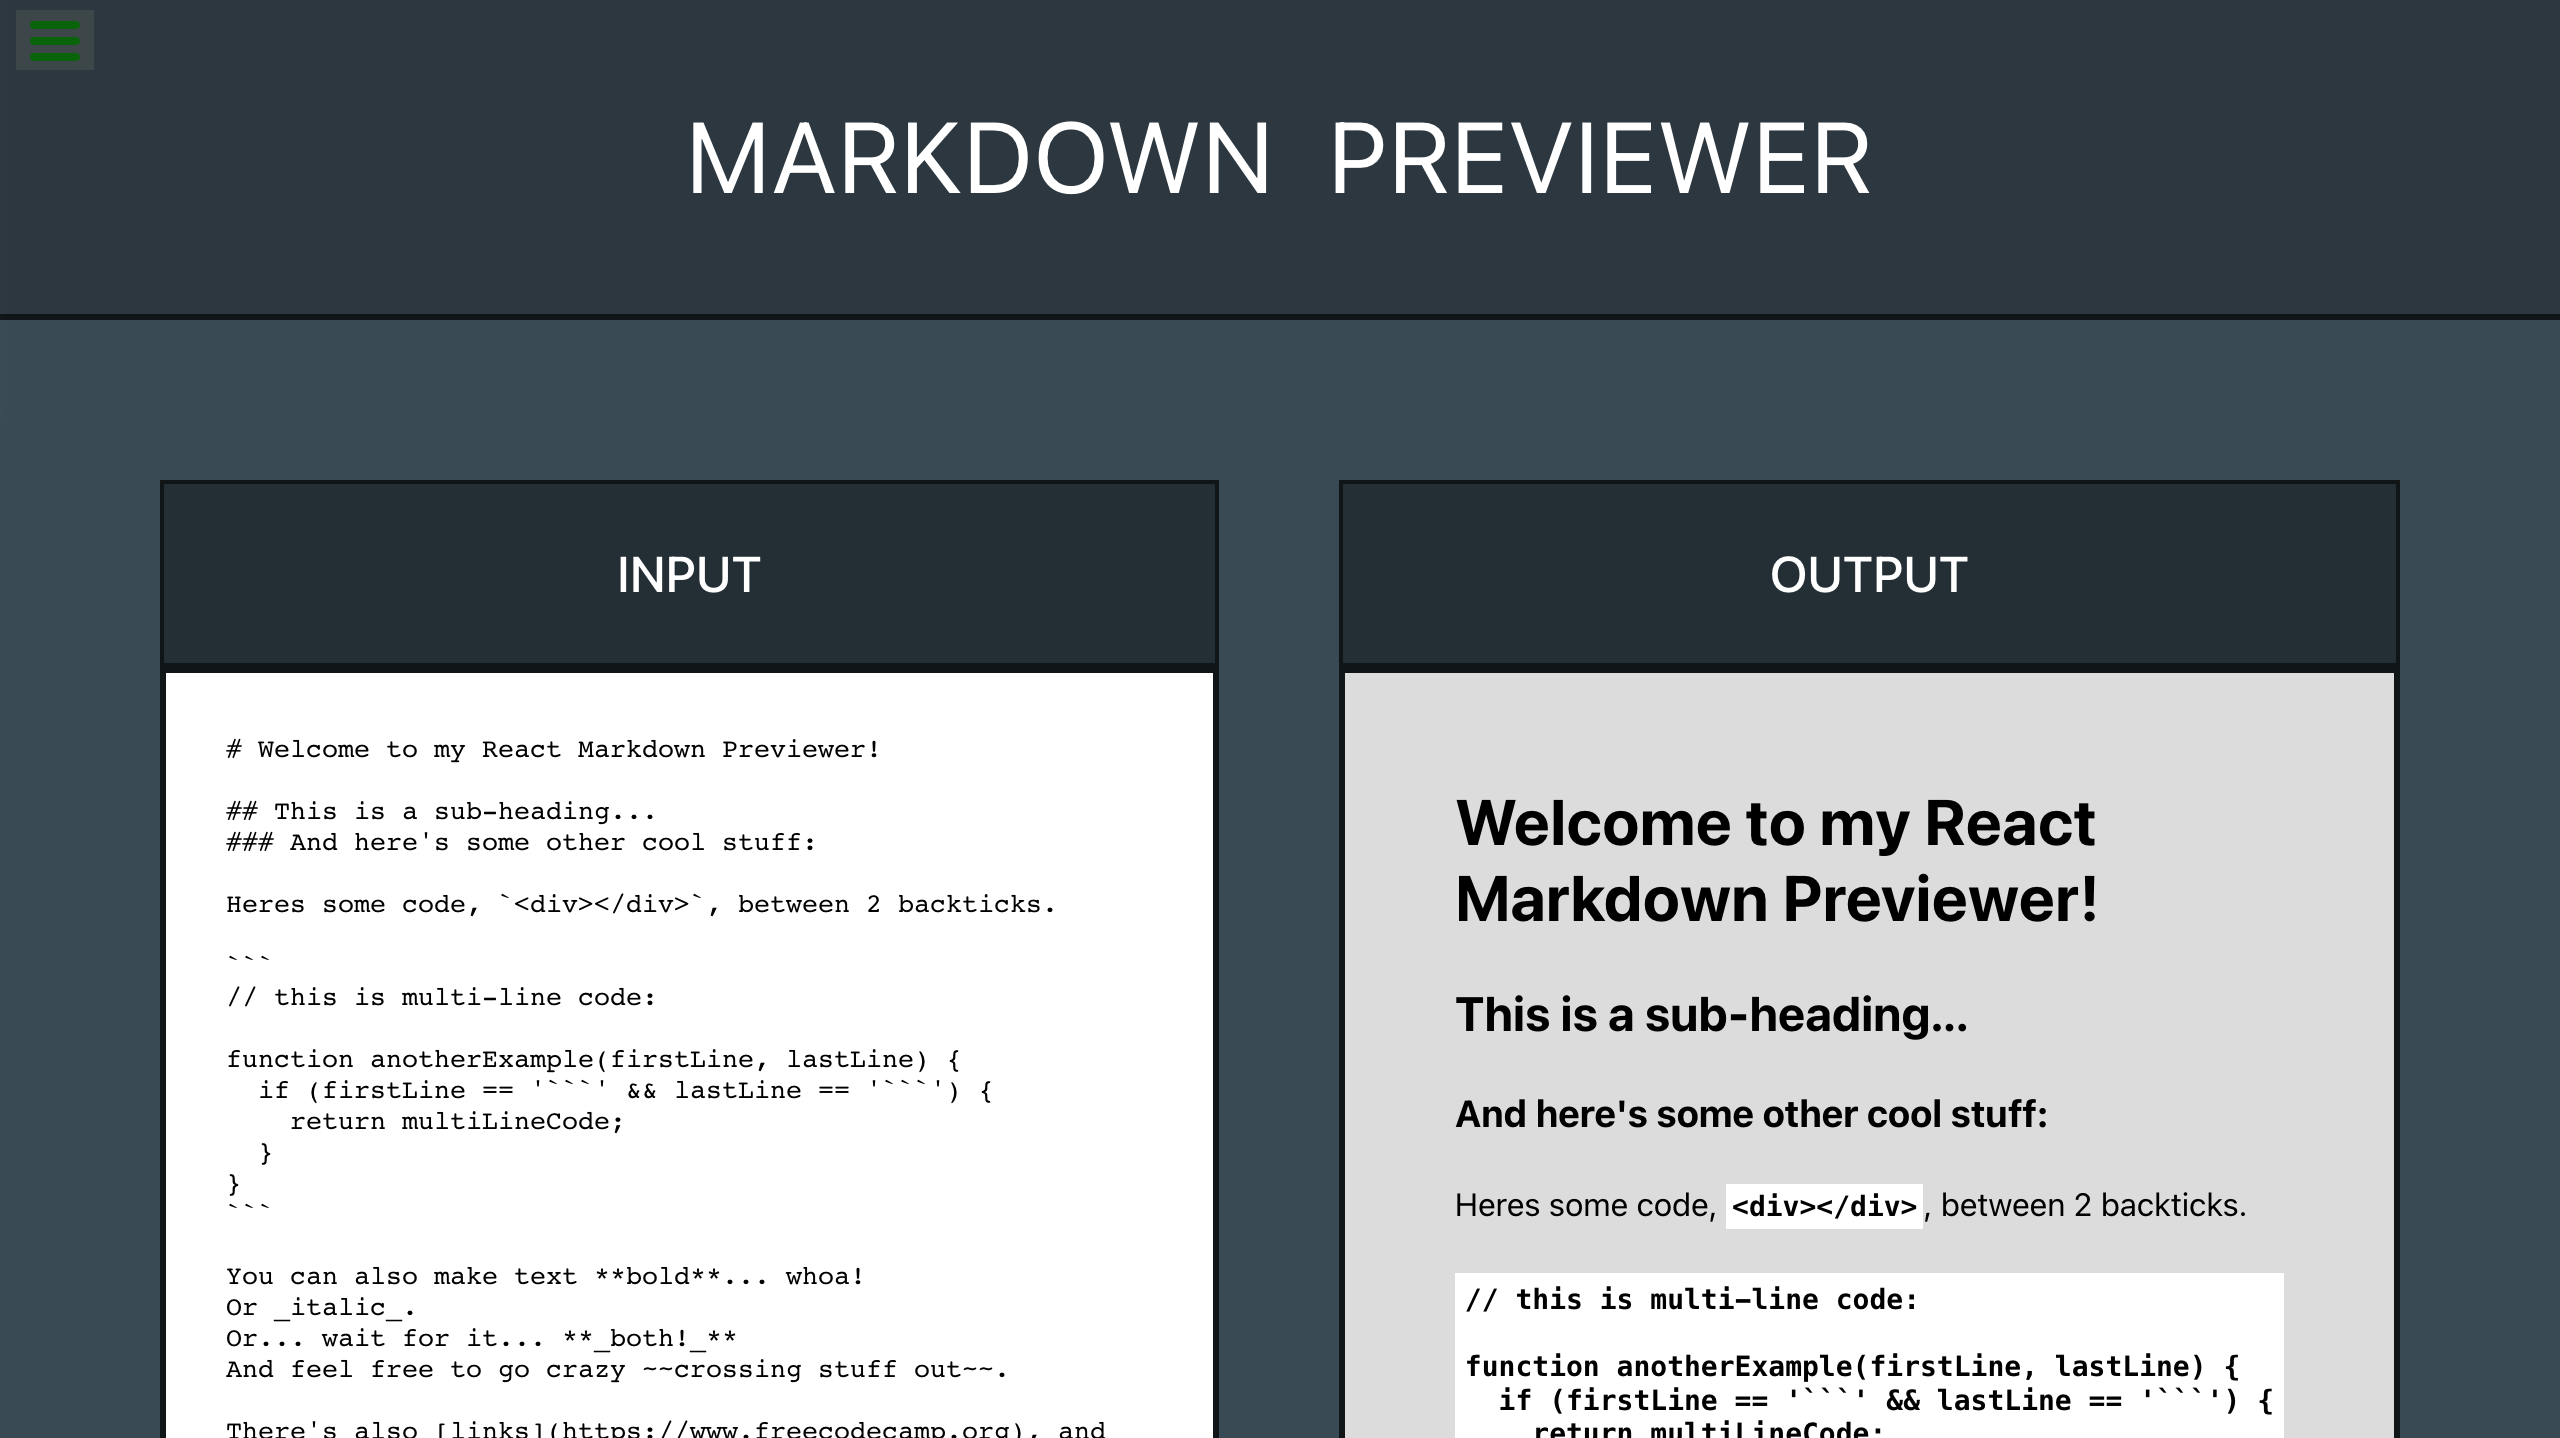 MARKDOWN PREVIEWER
INPUT
# Welcome to my React Markdown Previewer!
## This is a sub-heading...
### And here's some other cool stuff:
Heres some code, `<div></div>`, between 2 backticks.
```
// this is multi-line code:
function anotherExample(firstLine, lastLine) {
  if (firstLine == '```' && lastLine == '```') {
    return multiLineCode;
  }
}
```
You can also make text **bold**... whoa!
Or _italic_.
Or... wait for it... **_both!_**
And feel free to go crazy ~~crossing stuff out~~.
There's also [links](https://www.freecodecamp.org), and
OUTPUT
Welcome to my React
Markdown Previewer!
This is a sub-heading...
And here's some other cool stuff:
Heres some code, <div></div>, between 2 backticks.
// this is multi-line code:
function anotherExample(firstLine, lastLine) {
  if (firstLine == '```' && lastLine == '```') {
    return multiLineCode;